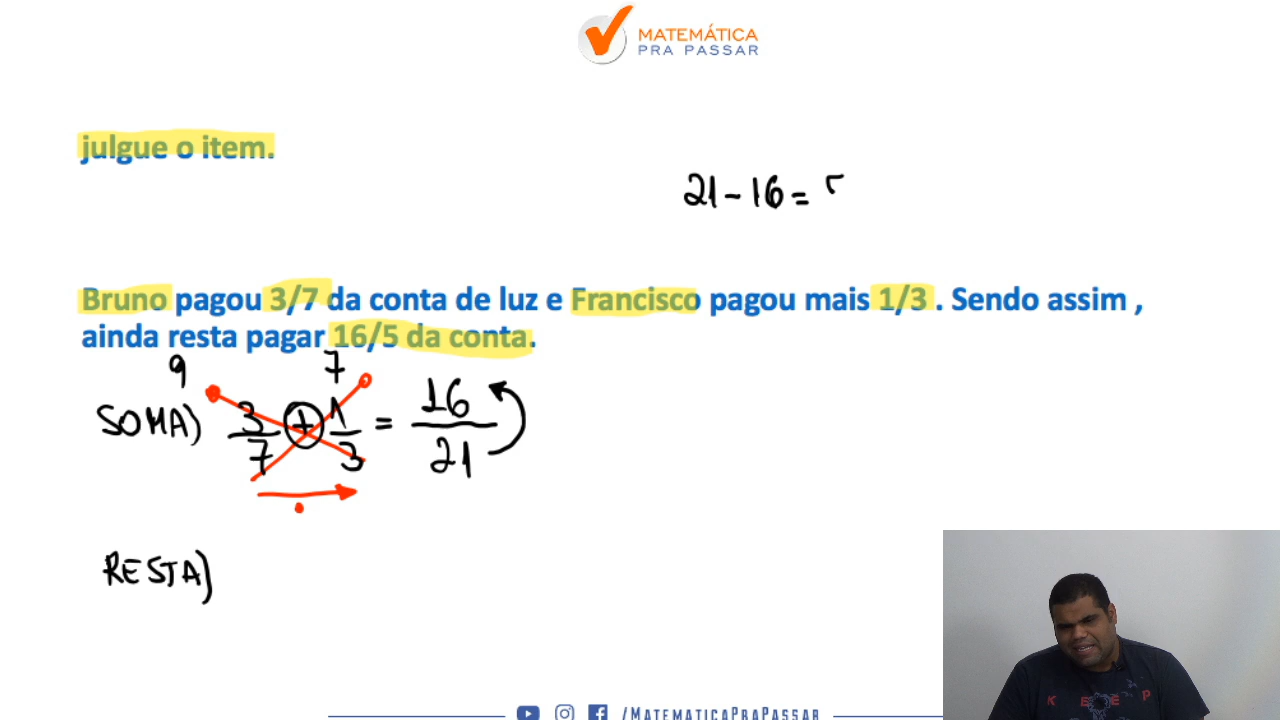 MATEMÁTICA
PRA PASSAR
julgue o item.
21 - 16 =
Bruno pagou 3/7 da conta de luz e Francisco pagou mais 1/3 . Sendo assim ,
ainda resta pagar 16/5 da conta.
9 7
SOMA) 3/7 + 1/3 = 16/21
RESTA)
K E E P
/MATEMATICAPRAPASSAR